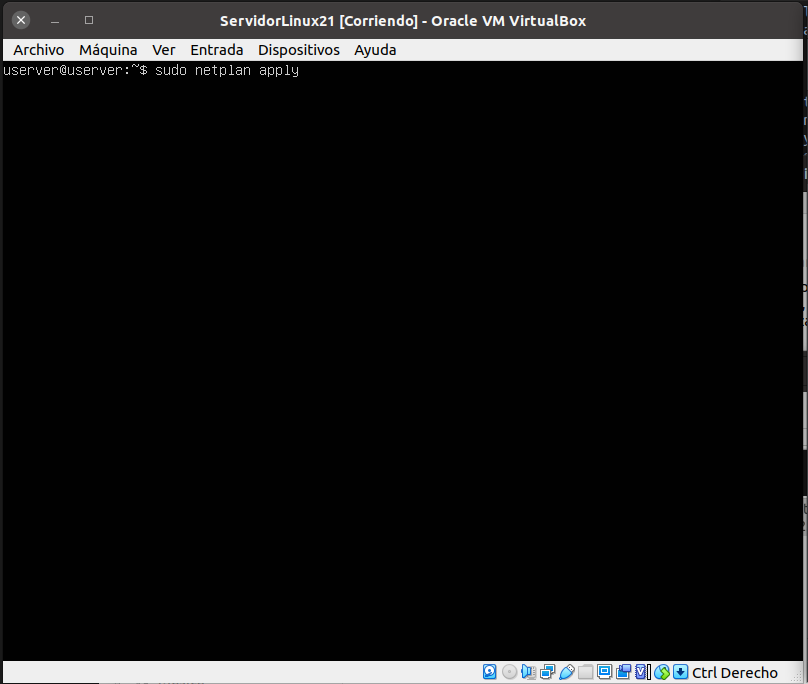 ServidorLinux21 [Corriendo] - Oracle VM VirtualBox
Archivo Máquina Ver Entrada Dispositivos Ayuda
userver@userver:~$ sudo netplan apply
Ctrl Derecho